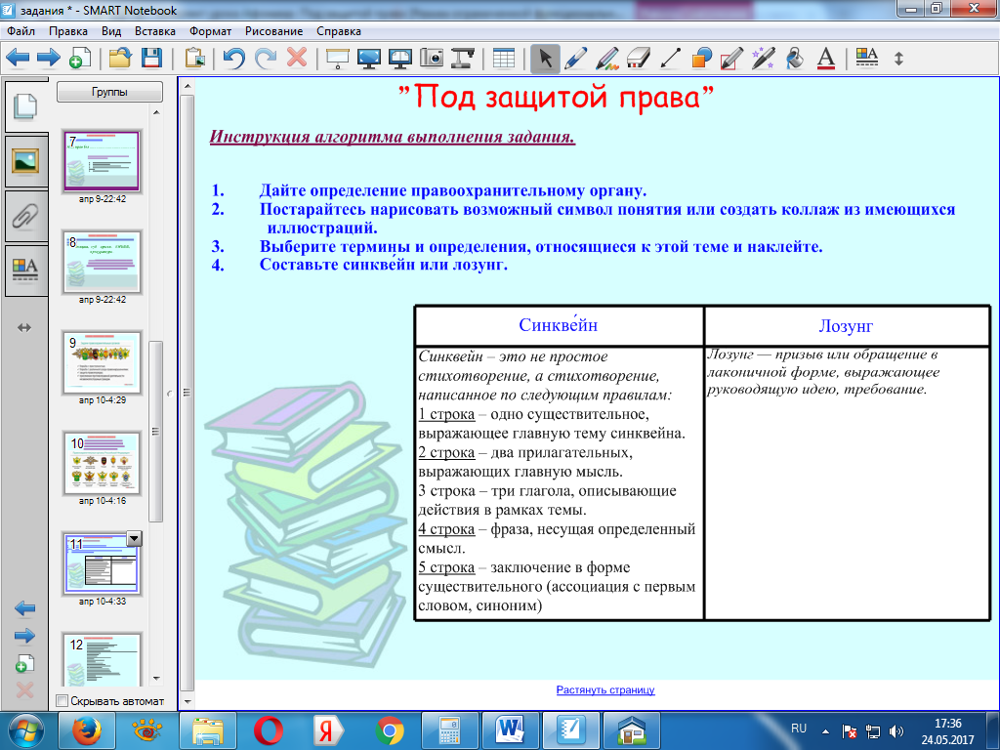 задания * - SMART Notebook
Файл Правка Вид Вставка Формат Рисование Справка
Группы
7
апр 9-22:42
8
апр 9-22:42
9
апр 10-4:29
10
апр 10-4:16
11
апр 10-4:33
12
Скрывать автомат
"Под защитой права"
Инструкция алгоритма выполнения задания.
1. Дайте определение правоохранительному органу.
2. Постарайтесь нарисовать возможный символ понятия или создать коллаж из имеющихся
иллюстраций.
3. Выберите термины и определения, относящиеся к этой теме и наклейте.
4. Составьте синкве́йн или лозунг.
Синкве́йн
Синквейн – это не простое
стихотворение, а стихотворение,
написанное по следующим правилам:
1 строка – одно существительное,
выражающее главную тему синквейна.
2 строка – два прилагательных,
выражающих главную мысль.
3 строка – три глагола, описывающие
действия в рамках темы.
4 строка – фраза, несущая определенный
смысл.
5 строка – заключение в форме
существительного (ассоциация с первым
словом, синоним)
Лозунг
Лозунг — призыв или обращение в
лаконичной форме, выражающее
руководящую идею, требование.
Растянуть страницу
RU
17:36
24.05.2017